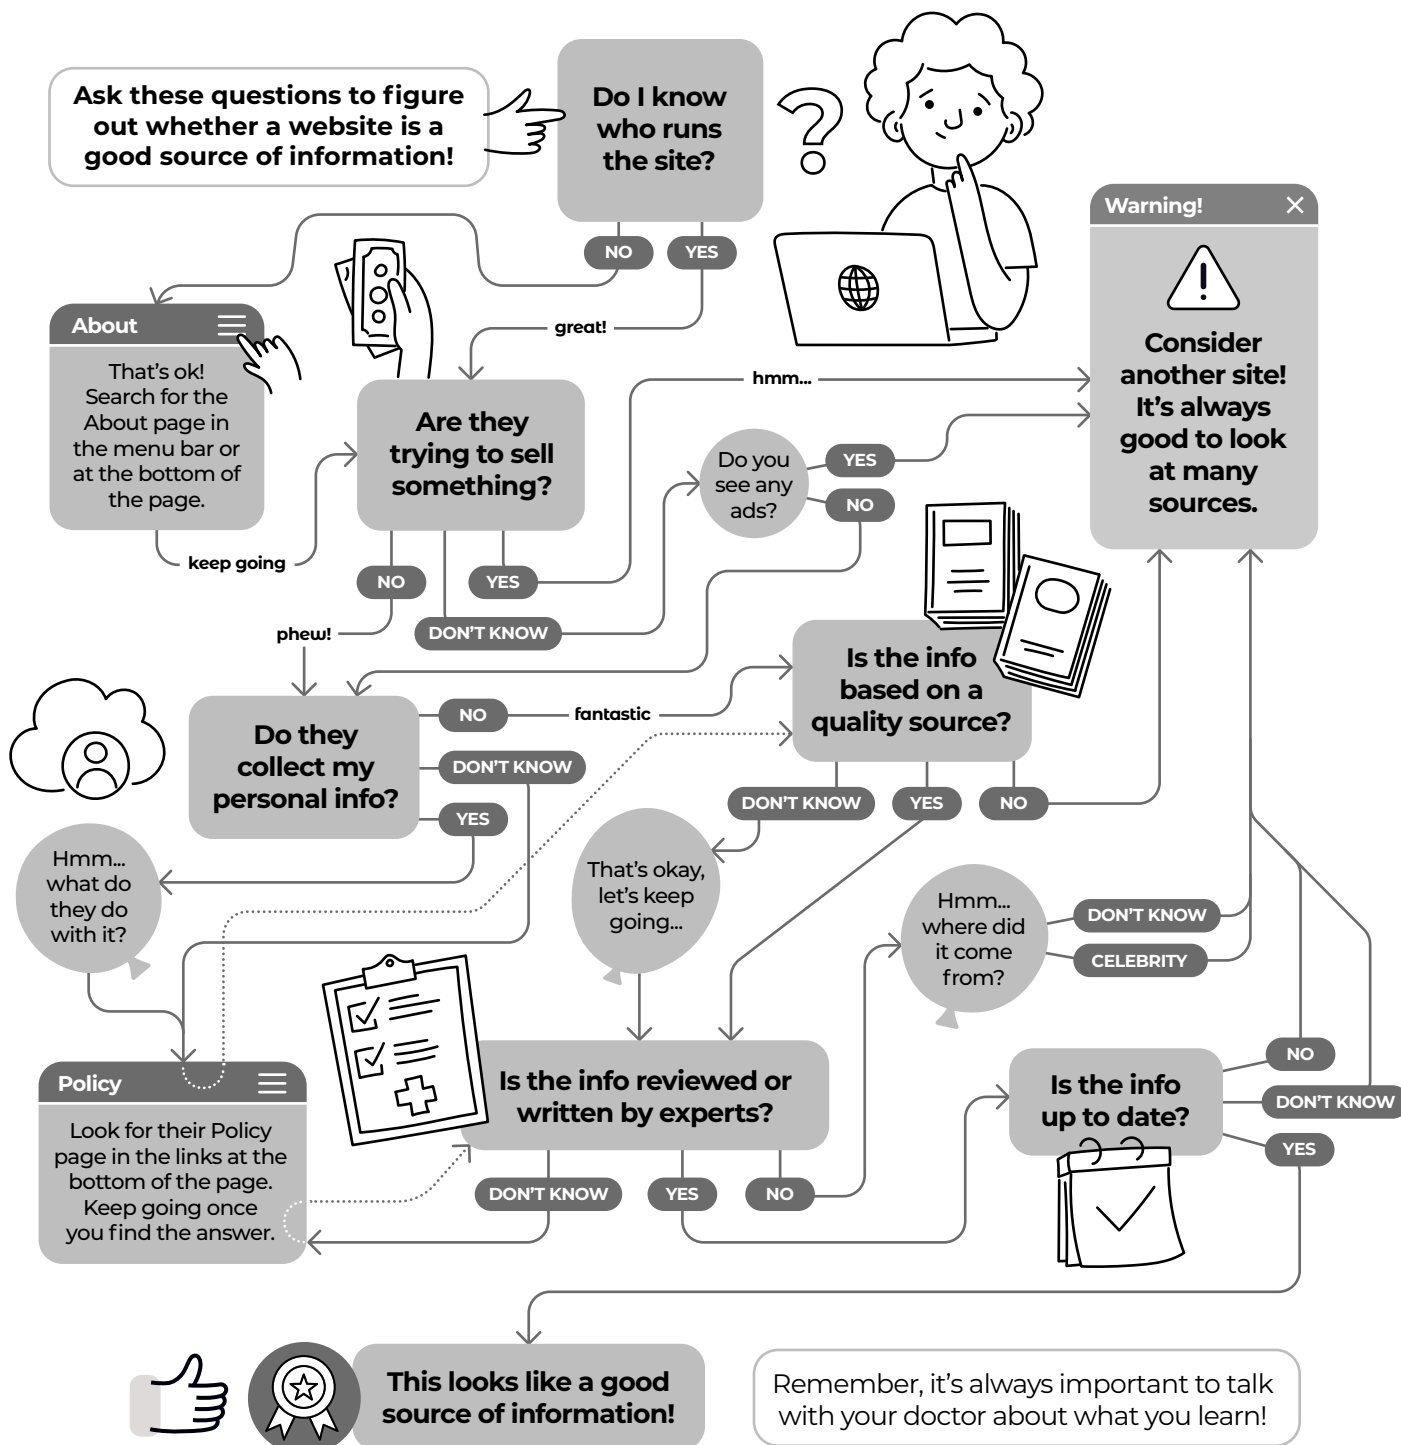 Ask these questions to figure
out whether a website is a
good source of information!
Do I know
who runs
the site?
NO
YES
great!
About
That's ok!
Search for the
About page in
the menu bar or
at the bottom of
the page.
keep going
Are they
trying to sell
something?
NO
YES
DON'T KNOW
phew!
hmm...
Do you
see any
ads?
YES
NO
Warning!
Consider
another site!
It's always
good to look
at many
sources.
Do they
collect my
personal info?
NO
fantastic
DON'T KNOW
YES
Is the info
based on a
quality source?
DON'T KNOW
YES
NO
Hmm...
what do
they do
with it?
That's okay,
let's keep
going...
Hmm...
where did
it come
from?
DON'T KNOW
CELEBRITY
Policy
Look for their Policy
page in the links at the
bottom of the page.
Keep going once
you find the answer.
Is the info reviewed or
written by experts?
DON'T KNOW
YES
NO
Is the info
up to date?
NO
DON'T KNOW
YES
This looks like a good
source of information!
Remember, it's always important to talk
with your doctor about what you learn!